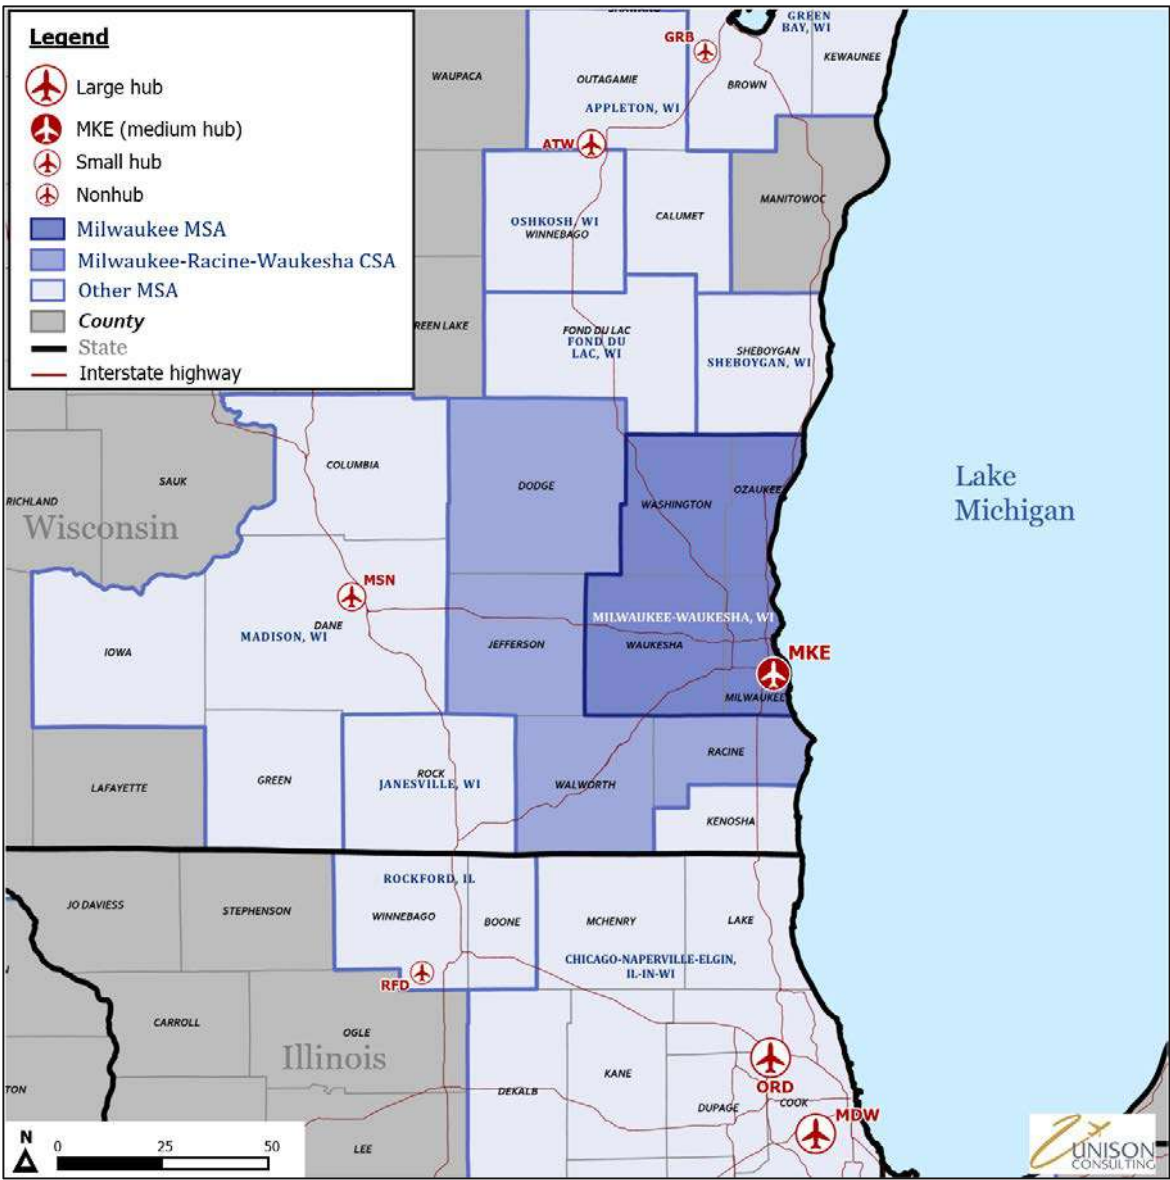 Legend
Large hub
MKE (medium hub)
Small hub
Nonhub
Milwaukee MSA
Milwaukee-Racine-Waukesha CSA
Other MSA
County
State
Interstate highway
GREEN
BAY, WI
GRB
KEWAUNEE
WAUPACA
OUTAGAMIE
BROWN
APPLETON, WI
ATW
MANITOWOC
OSHKOSH, WI
WINNEBAGO
CALUMET
REEN LAKE
FOND DU LAC
FOND DU
LAC, WI
SHEBOYGAN
SHEBOYGAN, WI
COLUMBIA
SAUK
DODGE
OZAUKEE
RICHLAND
WASHINGTON
Wisconsin
Lake
Michigan
MSN
DANE
MADISON, WI
MILWAUKEE-WAUKESHA, WI
IOWA
JEFFERSON
WAUKESHA
MKE
MILWAUKEE
RACINE
LAFAYETTE
GREEN
ROCK
JANESVILLE, WI
WALWORTH
KENOSHA
ROCKFORD, IL
JO DAVIESS
STEPHENSON
WINNEBAGO
BOONE
MCHENRY
LAKE
CHICAGO-NAPERVILLE-ELGIN,
IL-IN-WI
RFD
CARROLL
OGLE
Illinois
KANE
DEKALB
ORD
DUPAGE
COOK
MDW
TON
LEE
N
0 25 50
UNISON
CONSULTING